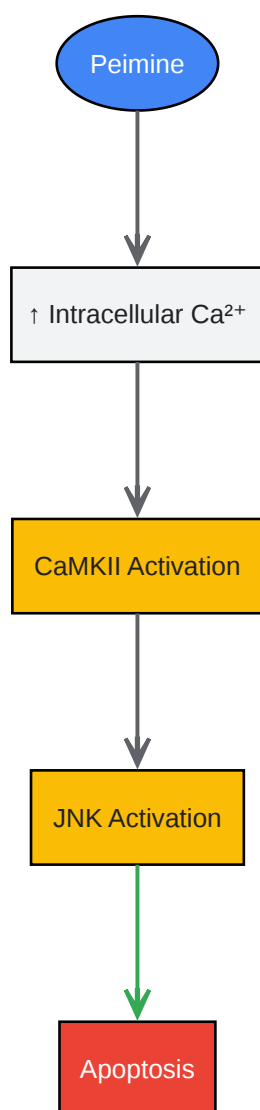 Peimine
↑ Intracellular Ca²⁺
CaMKII Activation
JNK Activation
Apoptosis